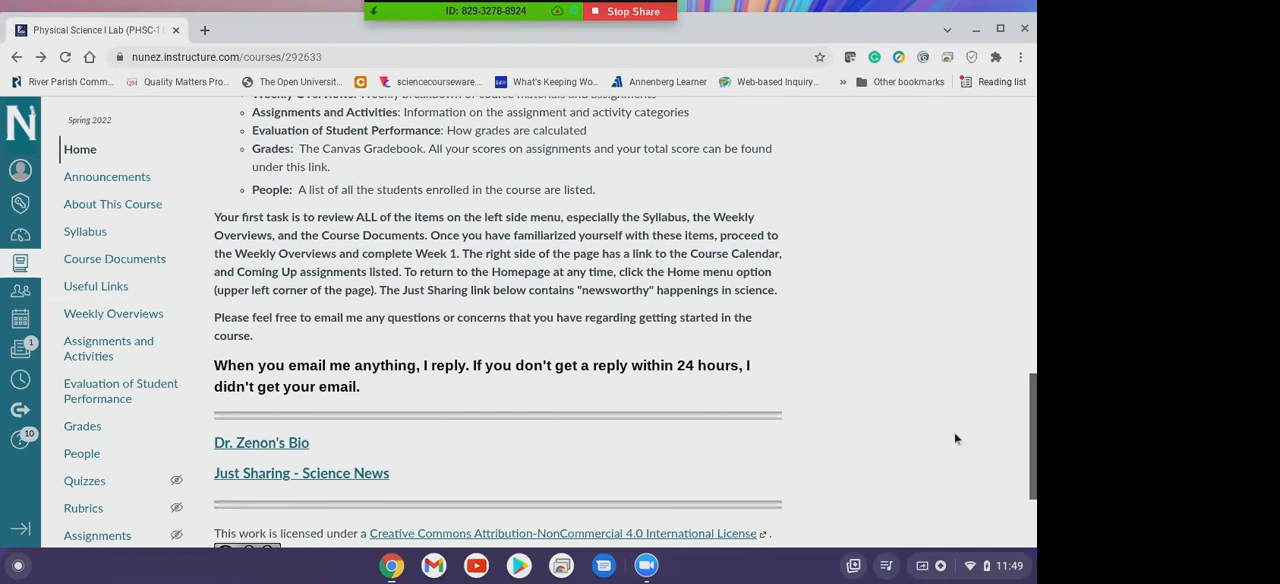 ID: 829-3278-8924
Stop Share
Physical Science I Lab (PHSC-1
nunez.instructure.com/courses/292633
River Parish Comm...
Quality Matters Pro...
The Open Universit...
sciencecourseware...
What's Keeping Wo...
Annenberg Learner
Web-based Inquiry...
»
Other bookmarks
Reading list
Spring 2022
Home
Announcements
About This Course
Syllabus
Course Documents
Useful Links
Weekly Overviews
Assignments and
Activities
Evaluation of Student
Performance
Grades
People
Quizzes
Rubrics
Assignments
1
10
Weekly Overviews: Weekly breakdown of course materials and assignments
Assignments and Activities: Information on the assignment and activity categories
Evaluation of Student Performance: How grades are calculated
Grades: The Canvas Gradebook. All your scores on assignments and your total score can be found
under this link.
People: A list of all the students enrolled in the course are listed.
Your first task is to review ALL of the items on the left side menu, especially the Syllabus, the Weekly
Overviews, and the Course Documents. Once you have familiarized yourself with these items, proceed to
the Weekly Overviews and complete Week 1. The right side of the page has a link to the Course Calendar,
and Coming Up assignments listed. To return to the Homepage at any time, click the Home menu option
(upper left corner of the page). The Just Sharing link below contains "newsworthy" happenings in science.
Please feel free to email me any questions or concerns that you have regarding getting started in the
course.
When you email me anything, I reply. If you don't get a reply within 24 hours, I
didn't get your email.
Dr. Zenon's Bio
Just Sharing - Science News
This work is licensed under a Creative Commons Attribution-NonCommercial 4.0 International License.
11:49